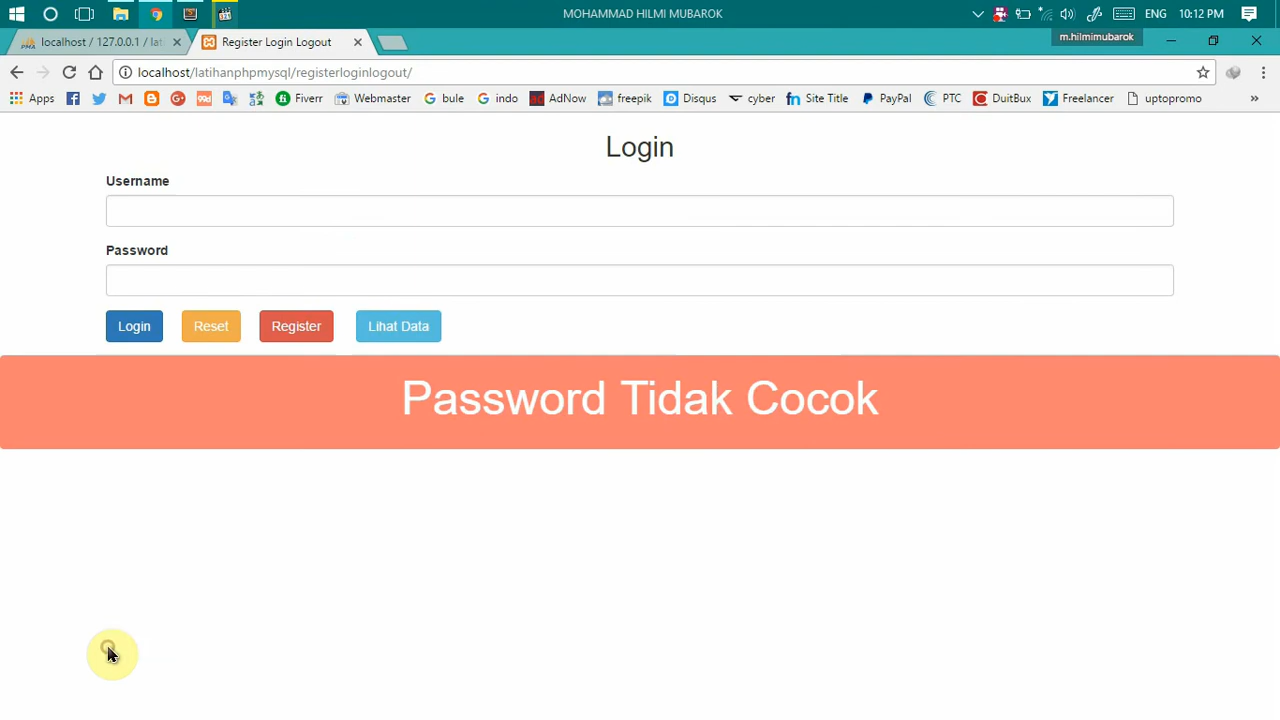 MOHAMMAD HILMI MUBAROK
ENG
10:12 PM
m.hilmimubarok
localhost / 127.0.0.1 / lati
Register Login Logout
localhost/latihanphpmysql/registerloginlogout/
Apps
Fiverr
Webmaster
bule
indo
AdNow
freepik
Disqus
cyber
Site Title
PayPal
PTC
DuitBux
Freelancer
uptopromo
»
Login
Username
Password
Login
Reset
Register
Lihat Data
Password Tidak Cocok